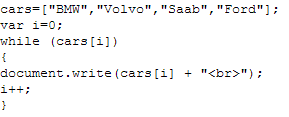 cars=["BMW","Volvo","Saab","Ford"];
var i=0;
while (cars[i])
{
document.write(cars[i] + "<br>");
i++;
}